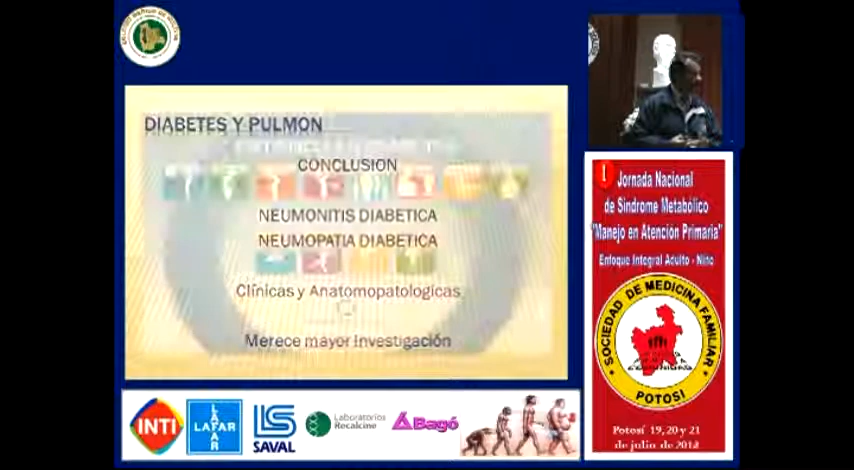 DIABETES Y PULMON
CONCLUSION
NEUMONITIS DIABETICA
NEUMOPATIA DIABETICA
Clínicas y Anatomopatologicas
Merece mayor Investigación
I Jornada Nacional
de Síndrome Metabólico
"Manejo en Atención Primaria"
Enfoque Integral Adulto - Niño
SOCIEDAD DE MEDICINA FAMILIAR
POTOSI
Potosí 19, 20 y 21
de julio de 2012
INTI
LAFAR
LAFAR
SAVAL
Laboratorios
Recalcine
Bagó